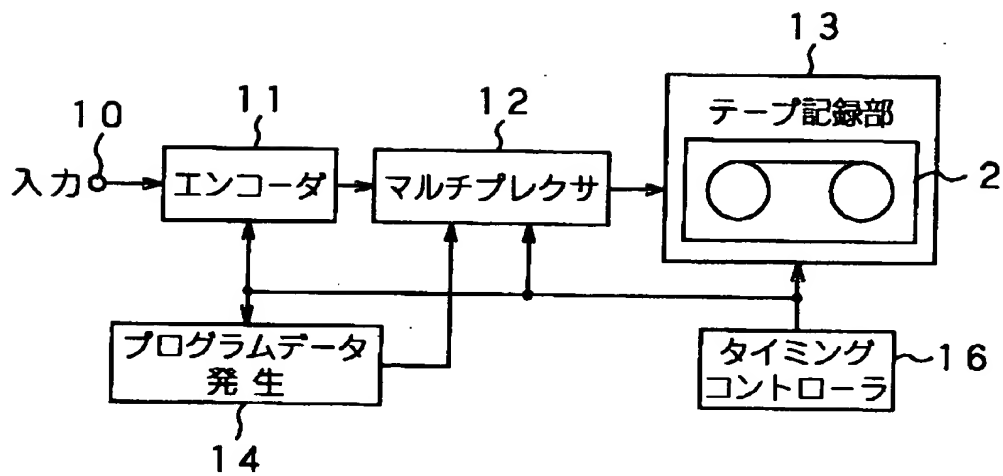 13
10
11
12
テープ記録部
入力
エンコーダ
マルチプレクサ
2
プログラムデータ
発生
タイミング
コントローラ
16
14